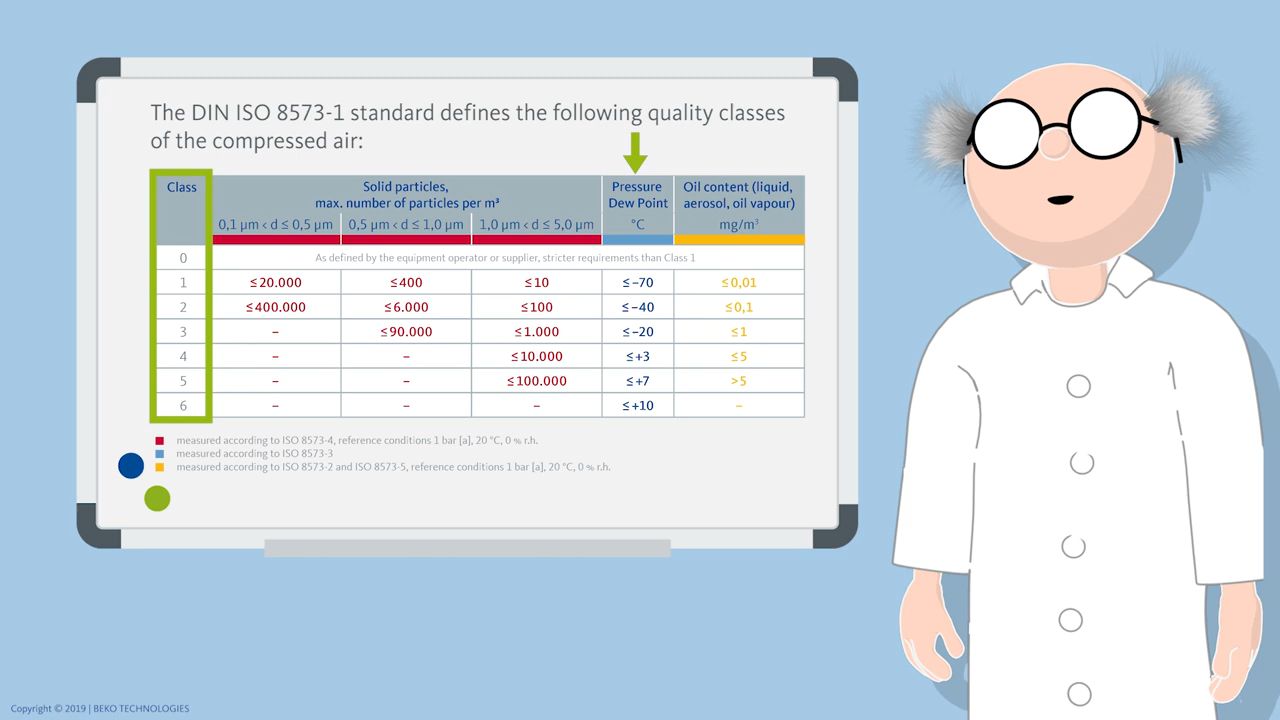 The DIN ISO 8573-1 standard defines the following quality classes
of the compressed air:
Class Solid particles, max. number of particles per m³ Pressure Dew Point Oil content (liquid, aerosol, oil vapour)
0,1 µm < d ≤ 0,5 µm 0,5 µm < d ≤ 1,0 µm 1,0 µm < d ≤ 5,0 µm °C mg/m³
0 As defined by the equipment operator or supplier, stricter requirements than Class 1
1 ≤20.000 ≤400 ≤10 ≤−70 ≤0,01
2 ≤400.000 ≤6.000 ≤100 ≤−40 ≤0,1
3 – ≤90.000 ≤1.000 ≤−20 ≤1
4 – – ≤10.000 ≤+3 ≤5
5 – – ≤100.000 ≤+7 >5
6 – – – ≤+10 –
measured according to ISO 8573-4, reference conditions 1 bar [a], 20 °C, 0 % r.h.
measured according to ISO 8573-3
measured according to ISO 8573-2 and ISO 8573-5, reference conditions 1 bar [a], 20 °C, 0 % r.h.
Copyright © 2019 | BEKO TECHNOLOGIES